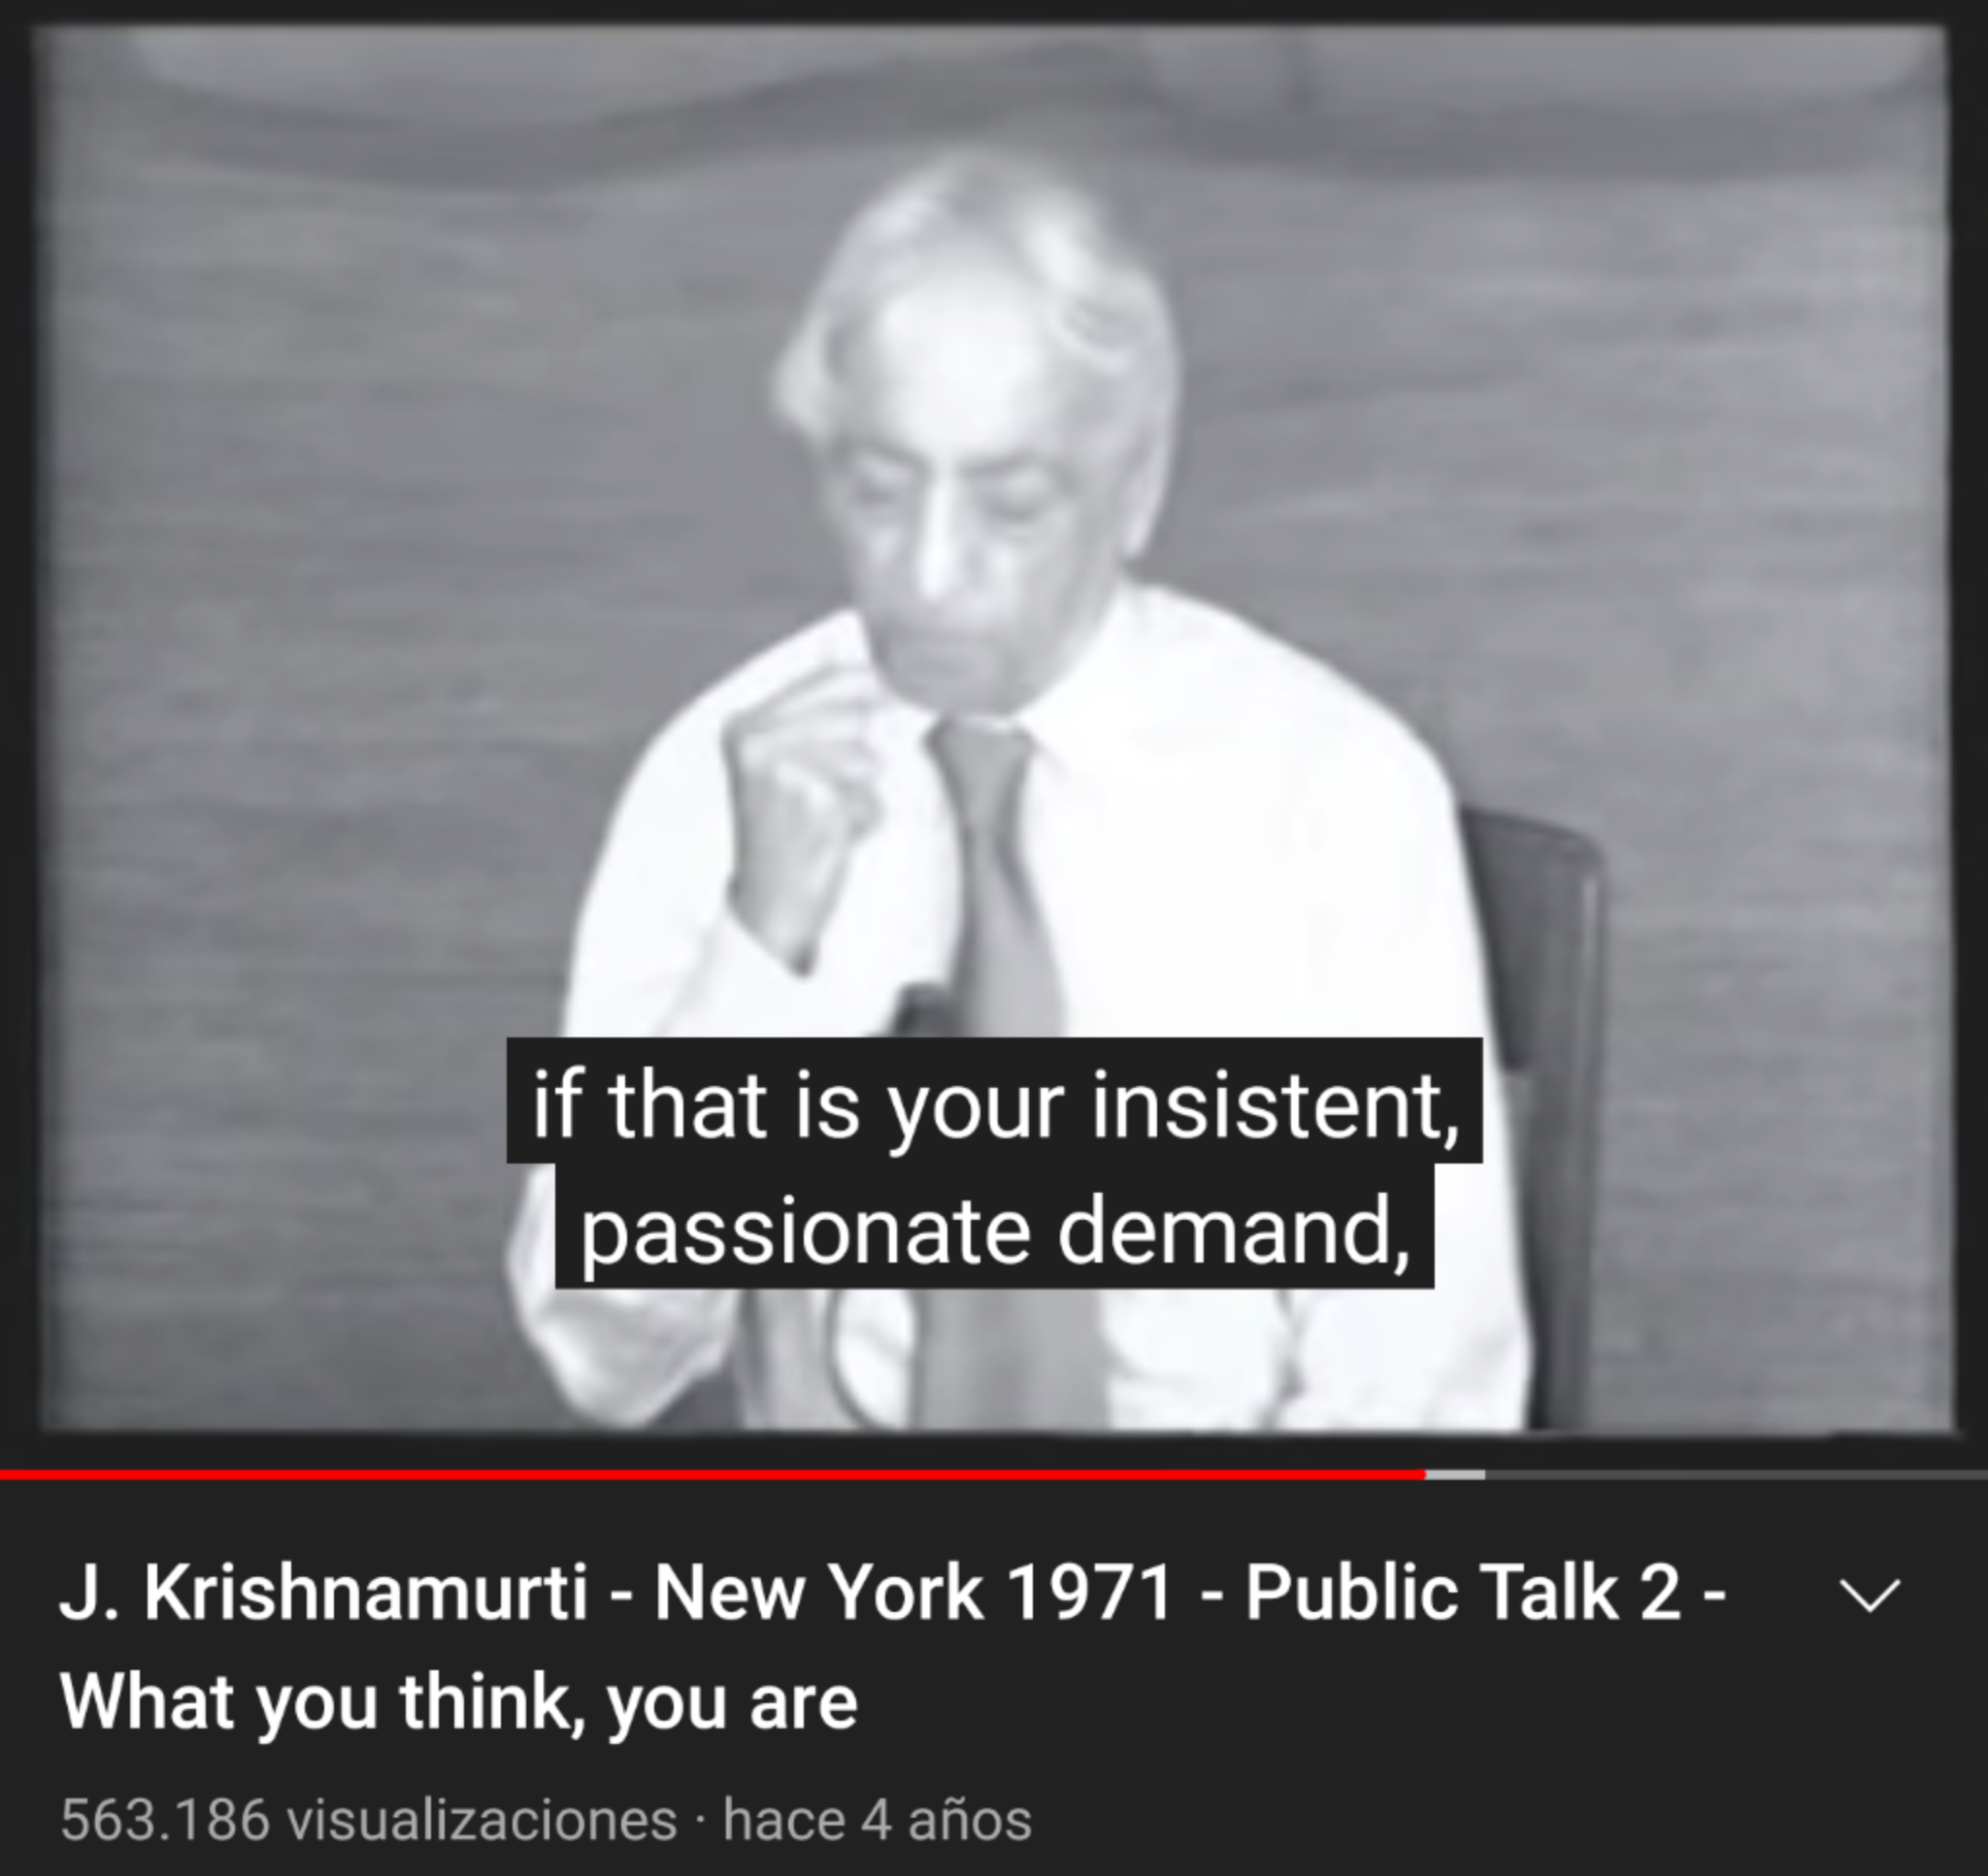 if that is your insistent,
passionate demand,
J. Krishnamurti - New York 1971 - Public Talk 2 -
What you think, you are
563.186 visualizaciones · hace 4 años